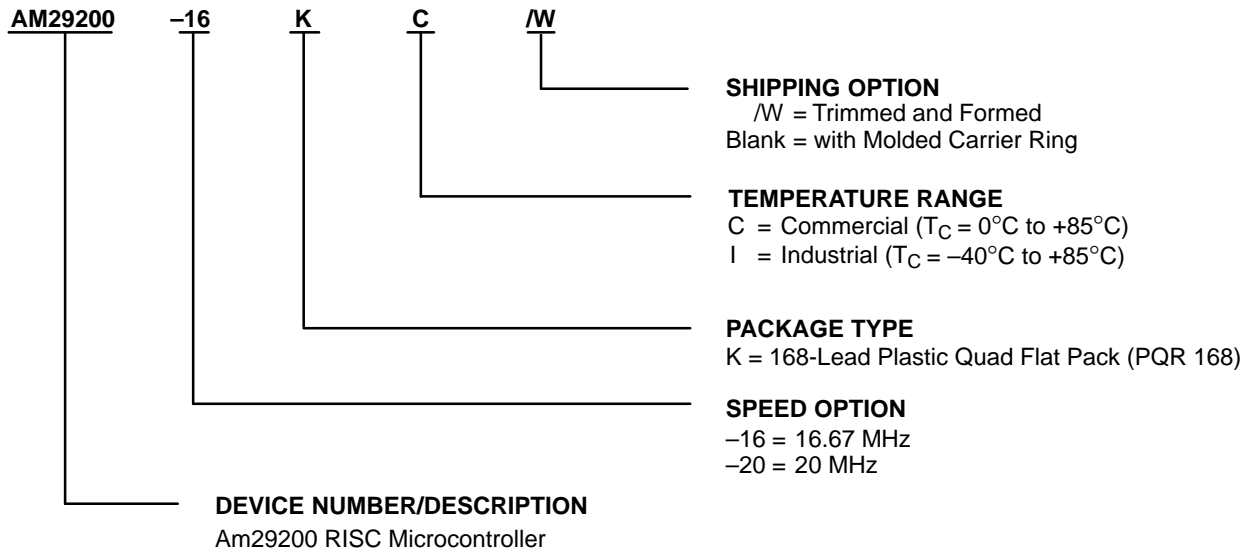 AM29200 –16 K C /W
SHIPPING OPTION
/W = Trimmed and Formed
Blank = with Molded Carrier Ring
TEMPERATURE RANGE
C = Commercial (TC = 0°C to +85°C)
I = Industrial (TC = –40°C to +85°C)
PACKAGE TYPE
K = 168-Lead Plastic Quad Flat Pack (PQR 168)
SPEED OPTION
–16 = 16.67 MHz
–20 = 20 MHz
DEVICE NUMBER/DESCRIPTION
Am29200 RISC Microcontroller